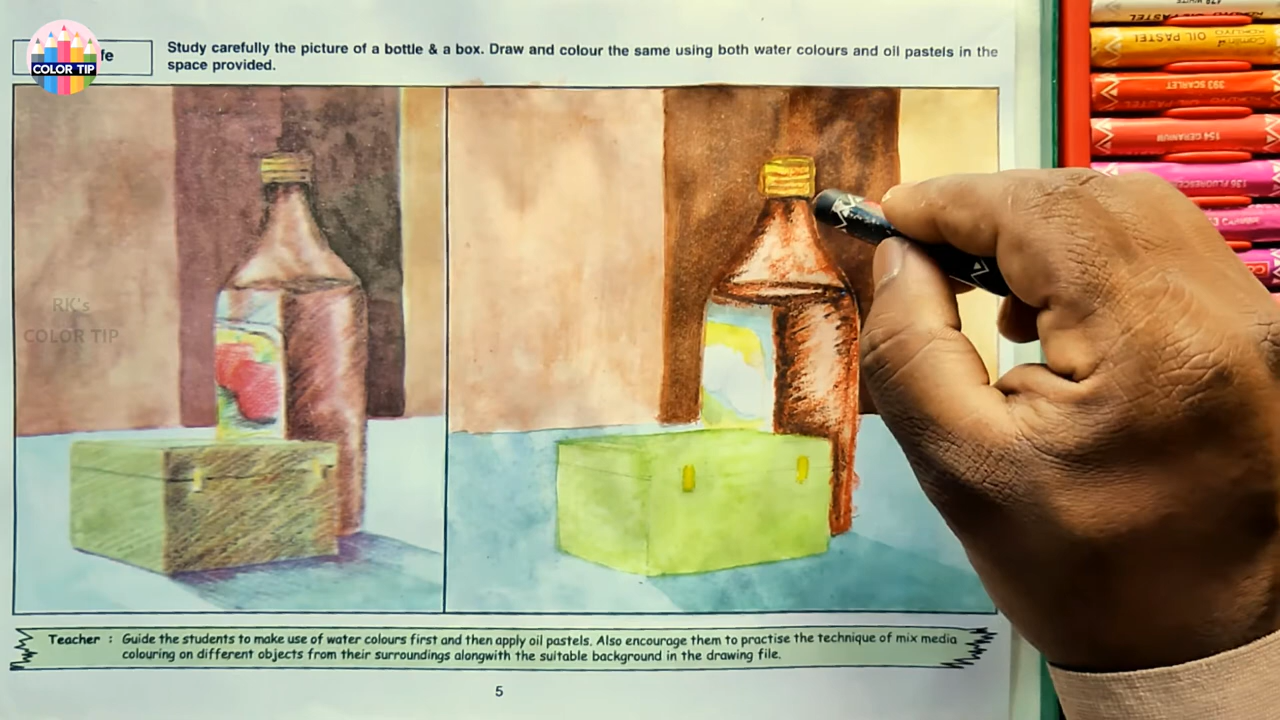 fe
COLOR TIP
Study carefully the picture of a bottle & a box. Draw and colour the same using both water colours and oil pastels in the
space provided.
RK's
COLOR TIP
OIL PASTEL
OIL PASTEL
393 SCARLET
154 GERANIUM
Teacher : Guide the students to make use of water colours first and then apply oil pastels. Also encourage them to practise the technique of mix media
colouring on different objects from their surroundings alongwith the suitable background in the drawing file.
5